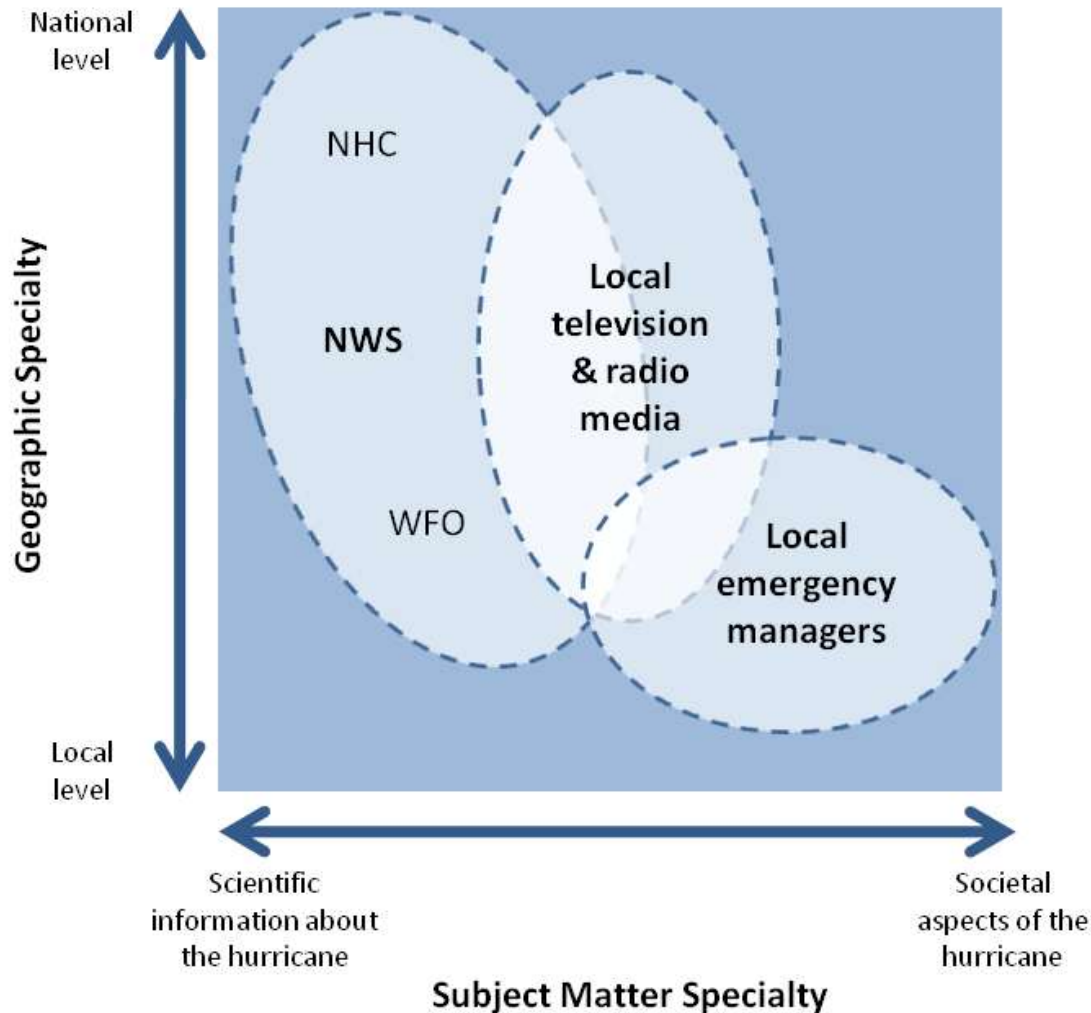 National
level
NHC
Local
television
& radio
media
NWS
Geographic Specialty
WFO
Local
emergency
managers
Local
level
Scientific
information about
the hurricane
Societal
aspects of the
hurricane
Subject Matter Specialty